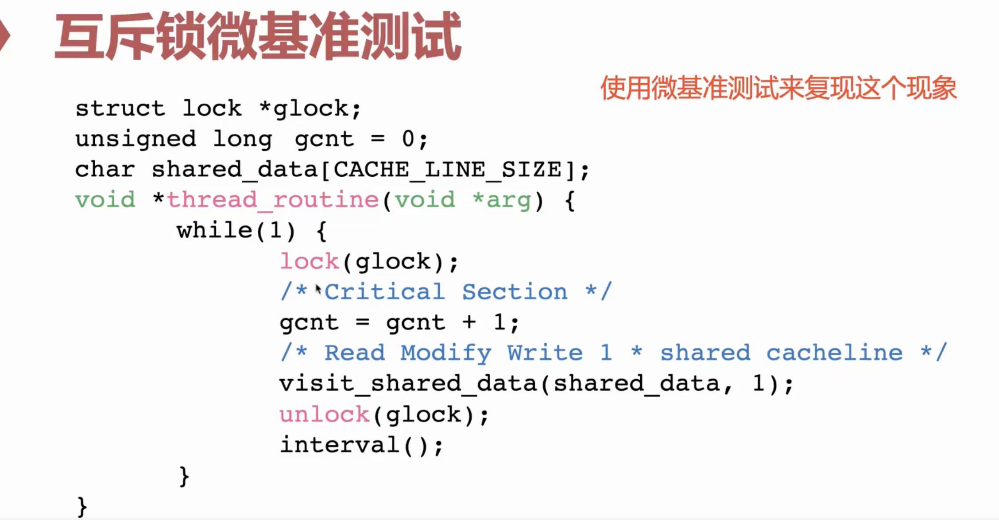 互斥锁微基准测试
使用微基准测试来复现这个现象
struct lock *glock;
unsigned long gcnt = 0;
char shared_data[CACHE_LINE_SIZE];
void *thread_routine(void *arg) {
while(1) {
lock(glock);
/* Critical Section */
gcnt = gcnt + 1;
/* Read Modify Write 1 * shared cacheline */
visit_shared_data(shared_data, 1);
unlock(glock);
interval();
}
}